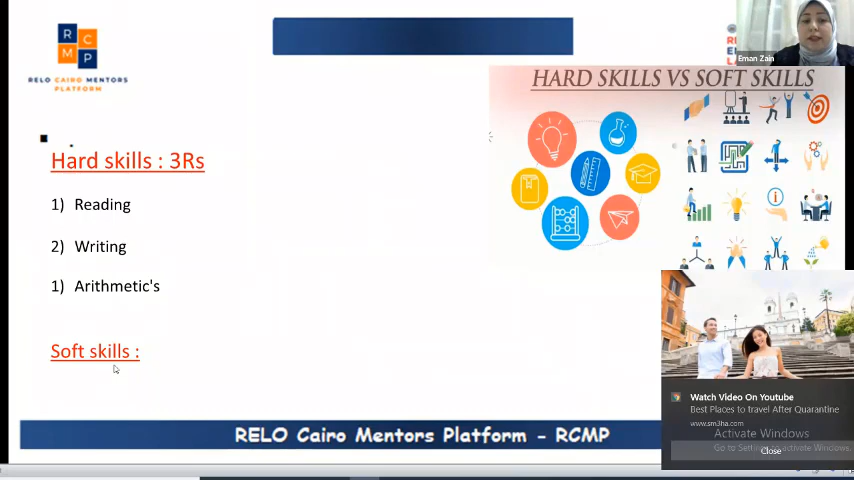 R C
M P
RELO CAIRO MENTORS
PLATFORM
Eman Zain
HARD SKILLS VS SOFT SKILLS
Hard skills : 3Rs
1) Reading
2) Writing
1) Arithmetic's
Soft skills :
Watch Video On Youtube
Best Places to travel After Quarantine
www.sm3ha.com
Activate Windows
Go to Settings to activate Windows.
Close
RELO Cairo Mentors Platform - RCMP